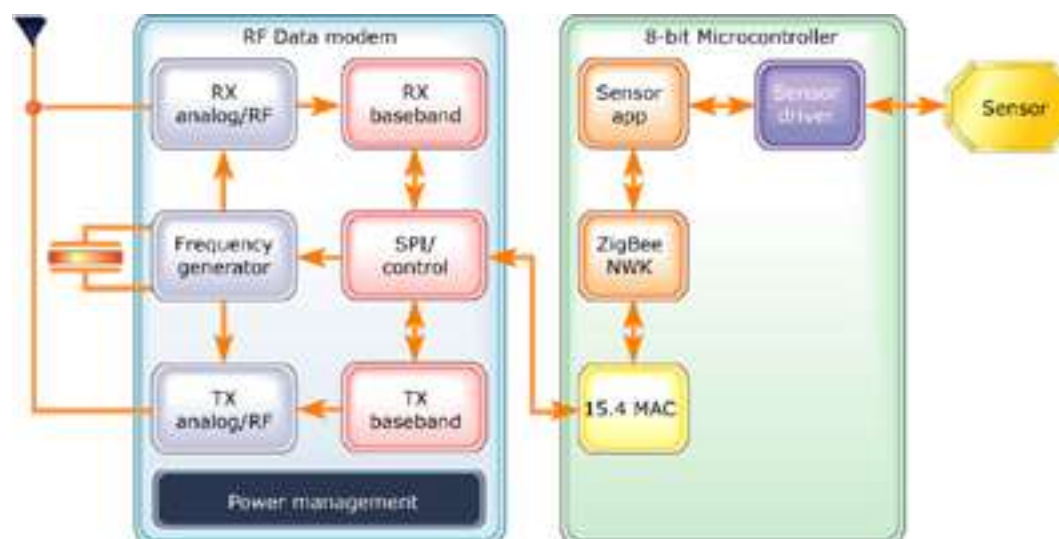 RF Data modem
8-bit Microcontroller
RX
analog/RF
RX
baseband
Sensor
app
Sensor
driver
Sensor
Frequency
generator
SPI/
control
ZigBee
NWK
TX
analog/RF
TX
baseband
15.4 MAC
Power management